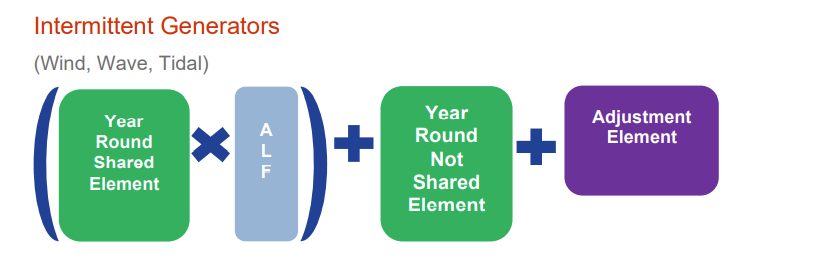 Intermittent Generators
(Wind, Wave, Tidal)
Year
Round
Shared
Element
A
L
F
Year
Round
Not
Shared
Element
Adjustment
Element